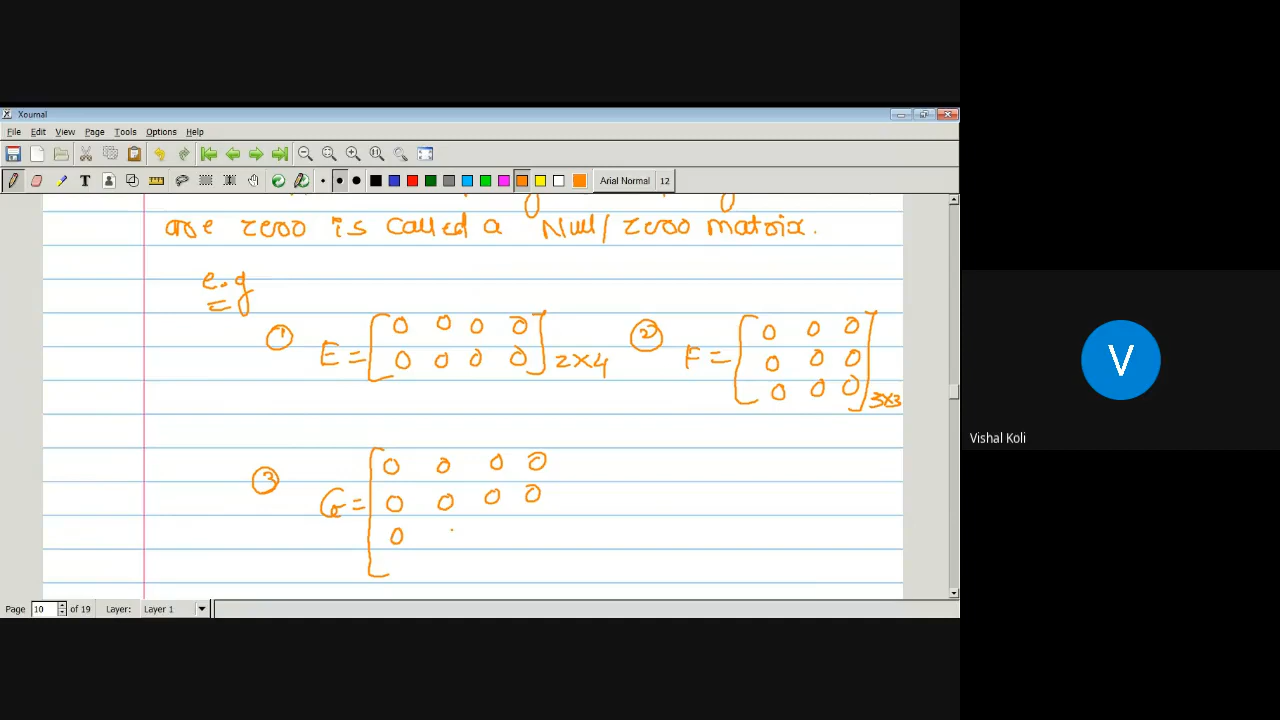 Xournal
File Edit View Page Tools Options Help
T Arial Normal 12
are zero is called a Null/zero matrix.
e.g
① E = [ 0 0 0 0
0 0 0 0 ] 2×4
② F = [ 0 0 0
0 0 0
0 0 0 ] 3×3
③ G = [ 0 0 0 0
0 0 0 0
0
Page 10 of 19 Layer: Layer 1
V
Vishal Koli